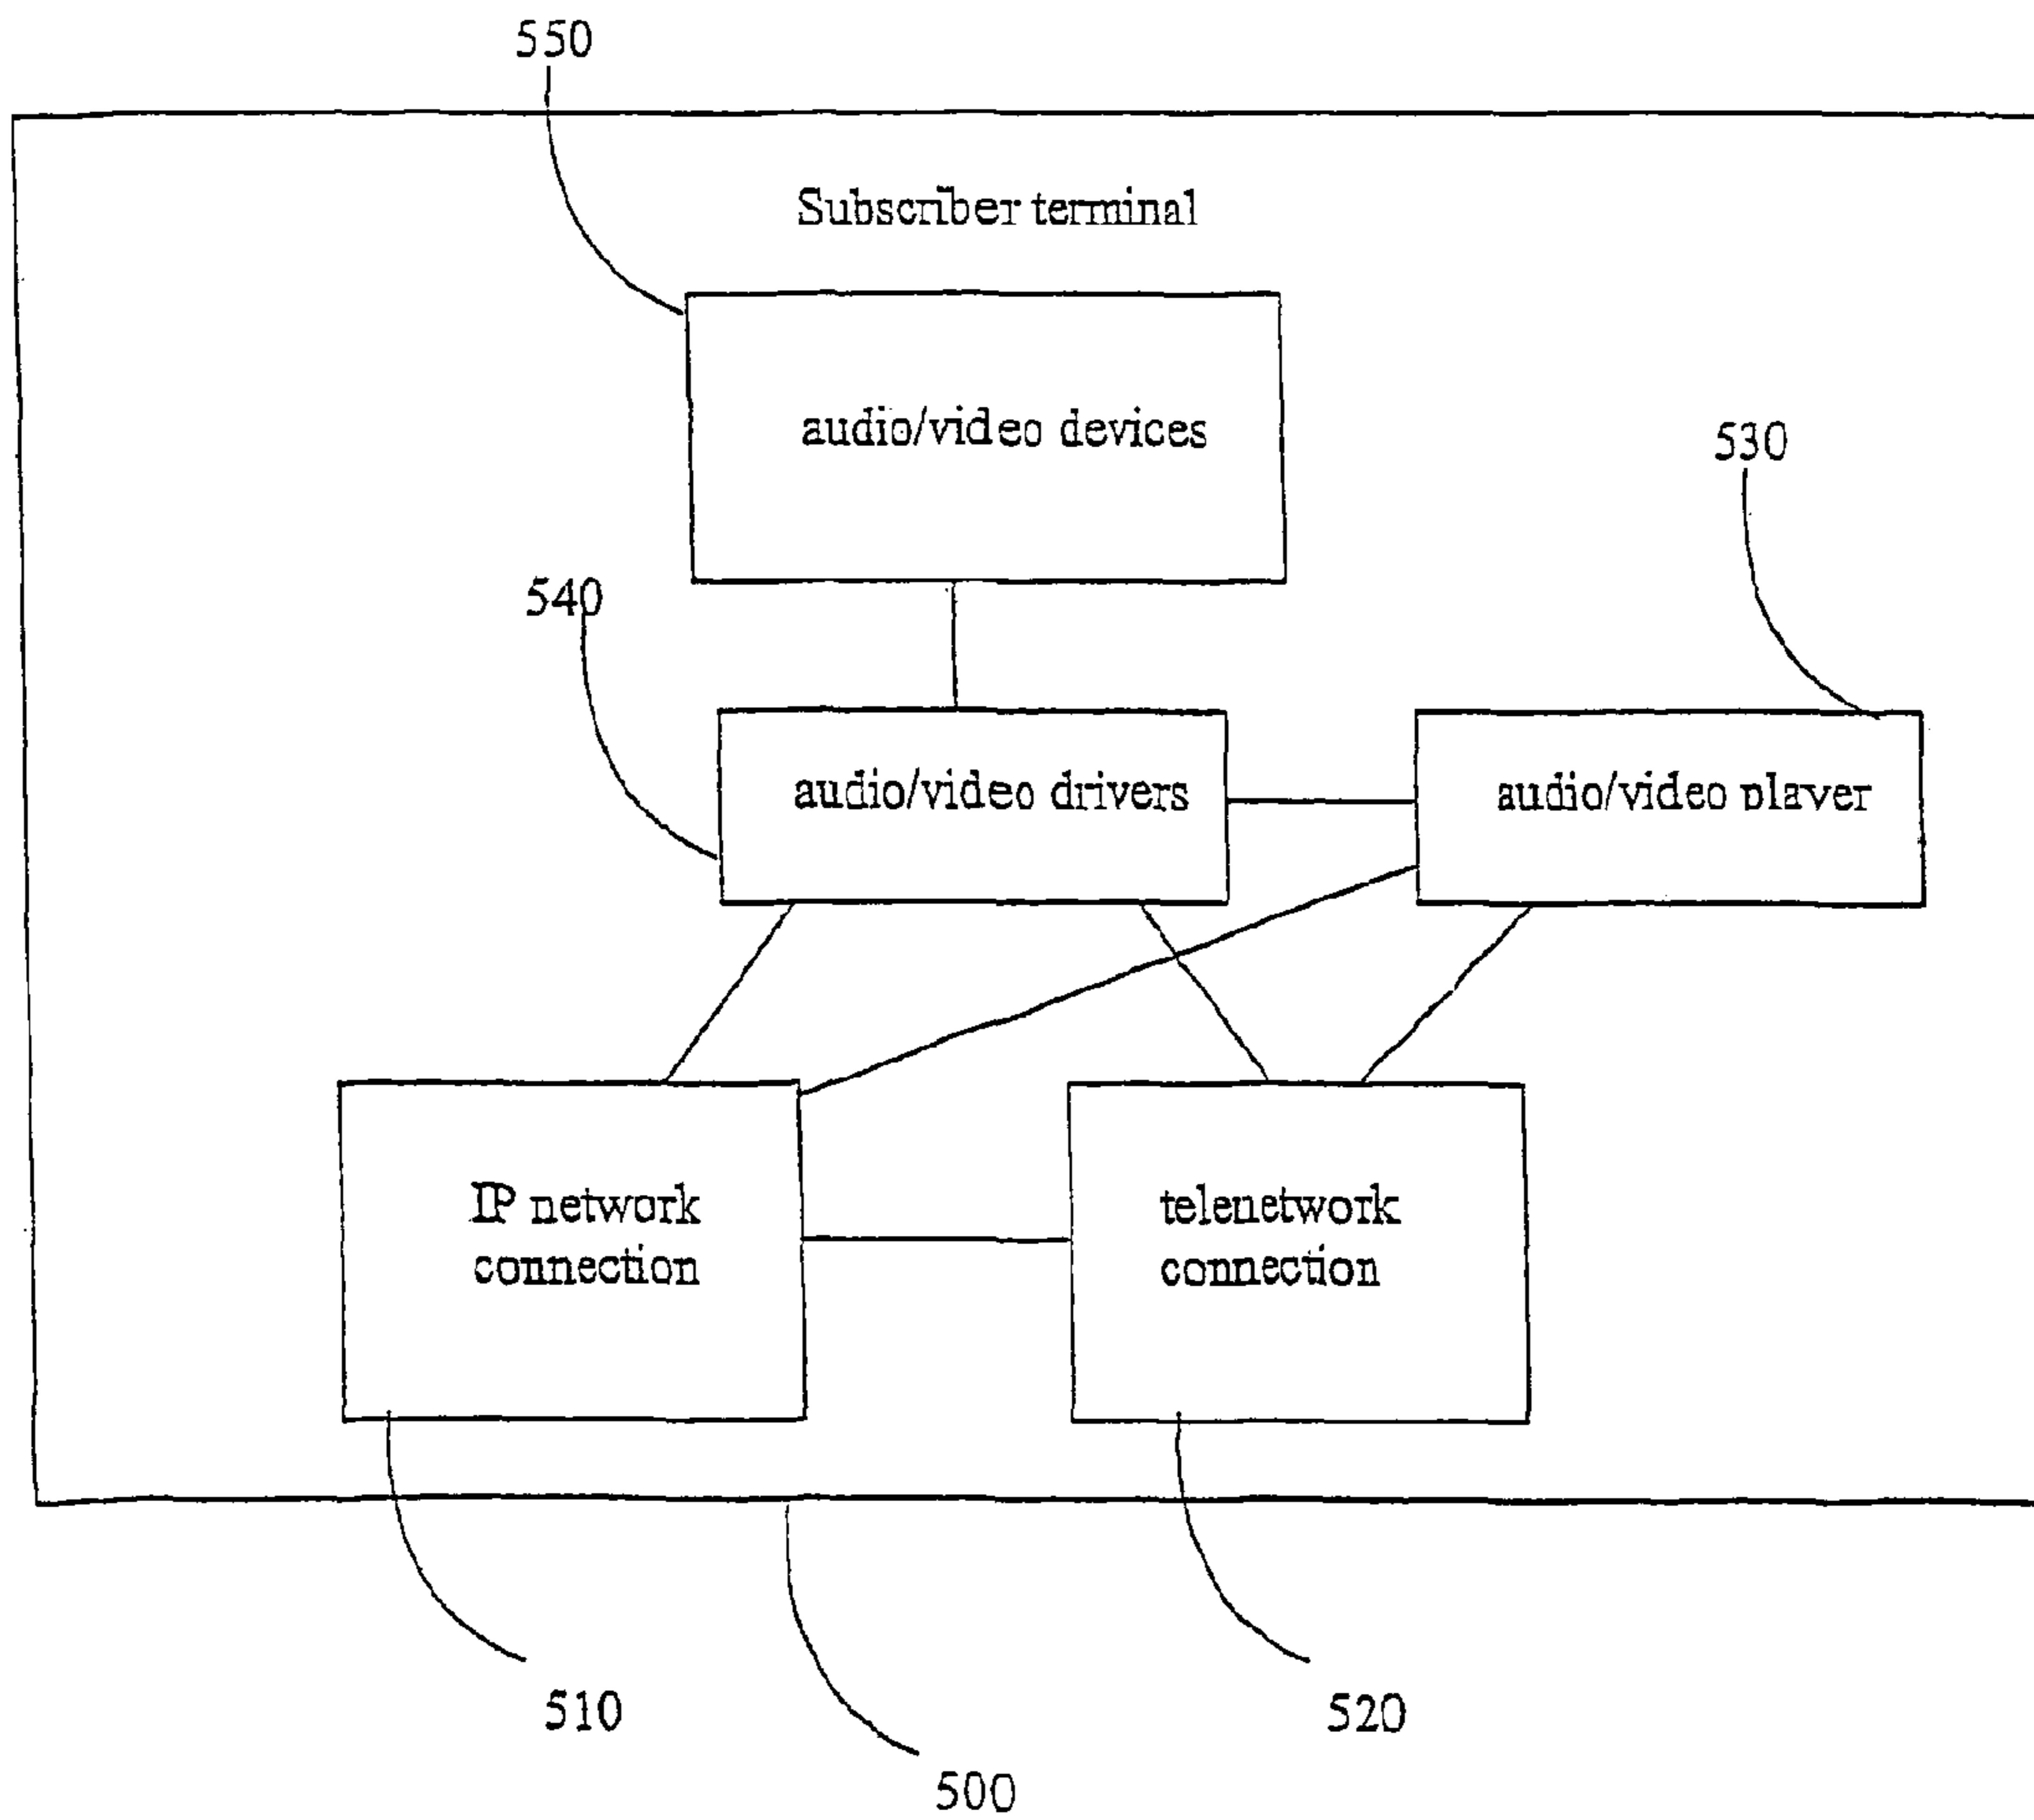 550
Subscriber terminal
audio/video devices
530
540
audio/video drivers
audio/video player
IP network
connection
telenetwork
connection
510
520
500